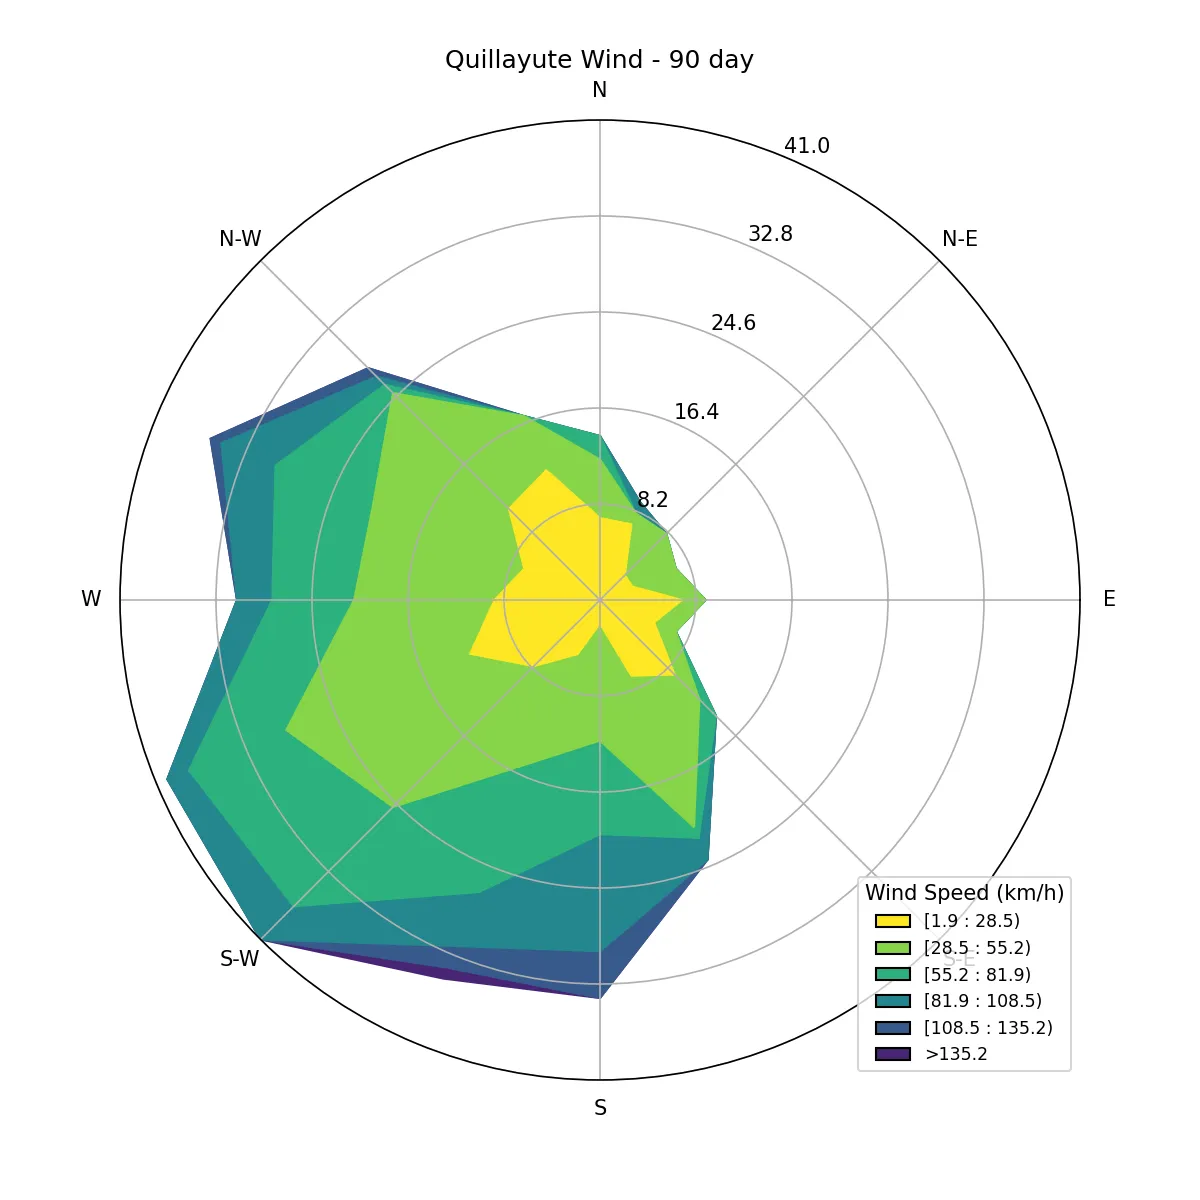 Quillayute Wind - 90 day
N
41.0
N-W
32.8
N-E
24.6
16.4
8.2
W
E
Wind Speed (km/h)
[1.9 : 28.5)
[28.5 : 55.2)
S-W
S-E
[55.2 : 81.9)
[81.9 : 108.5)
[108.5 : 135.2)
>135.2
S